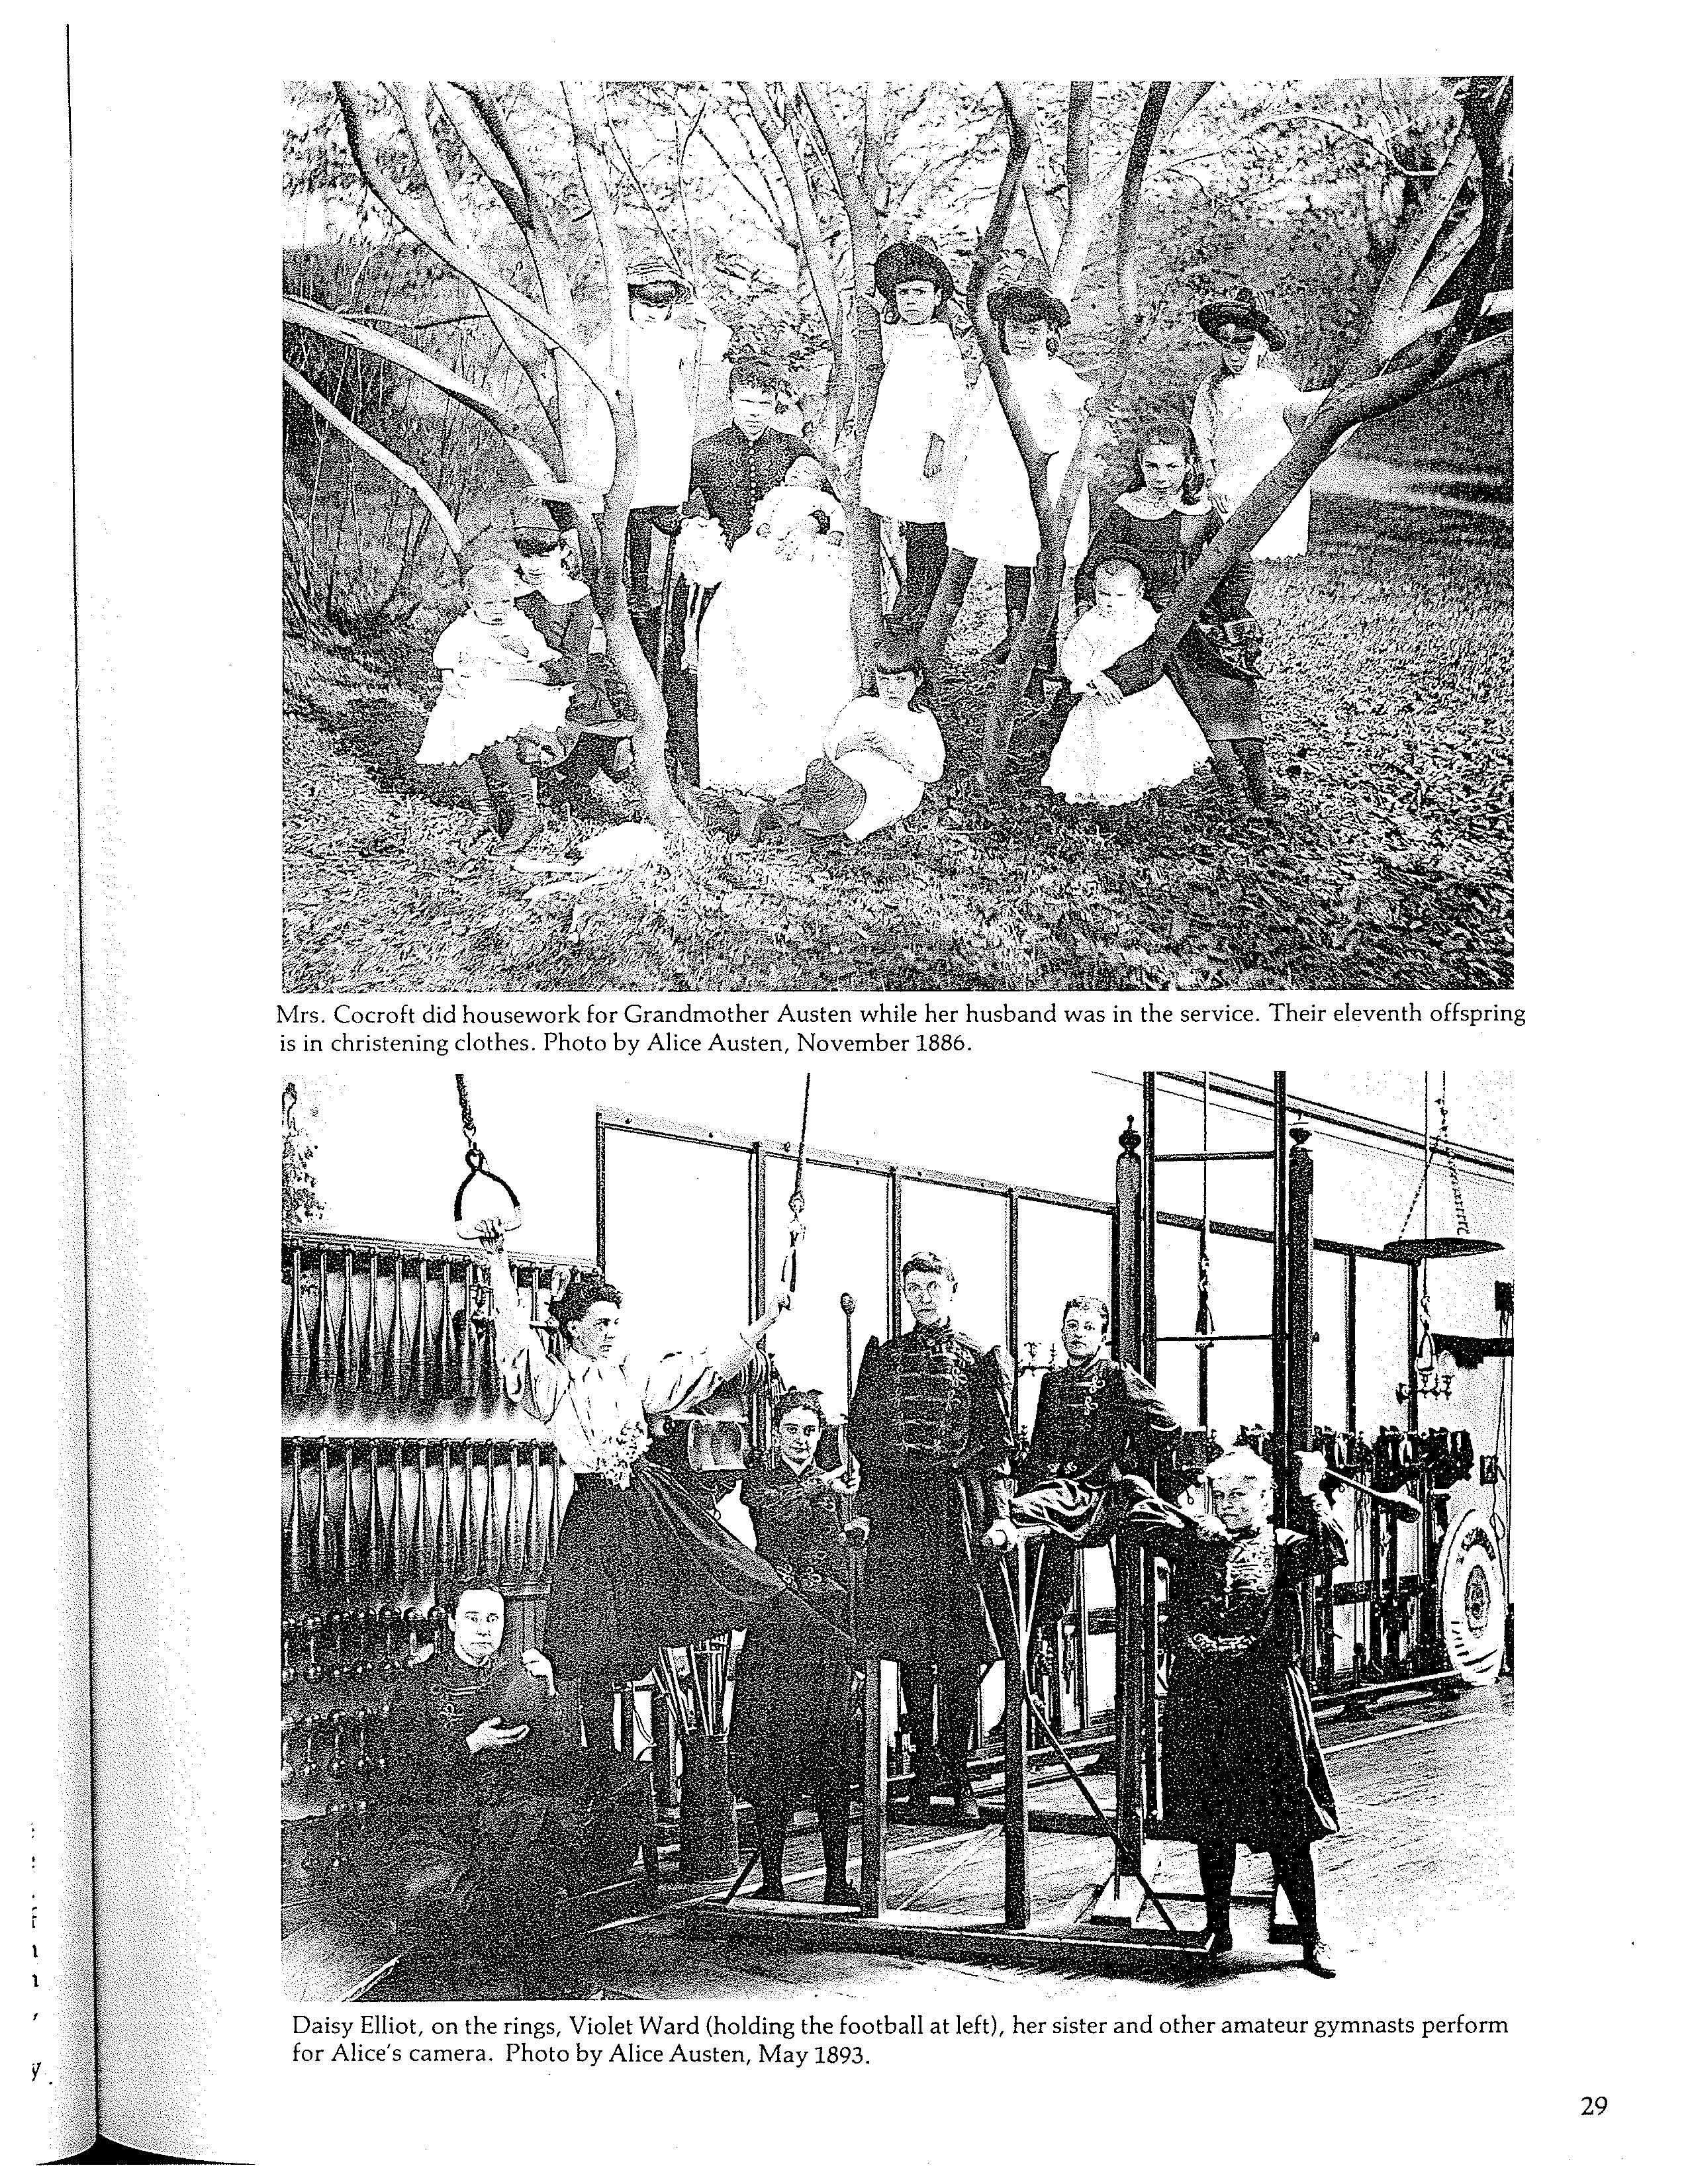 Mrs. Cocroft did housework for Grandmother Austen while her husband was in the service. Their eleventh offspring
is in christening clothes. Photo by Alice Austen, November 1886.
Daisy Elliot, on the rings, Violet Ward (holding the football at left), her sister and other amateur gymnasts perform
for Alice's camera. Photo by Alice Austen, May 1893.
29